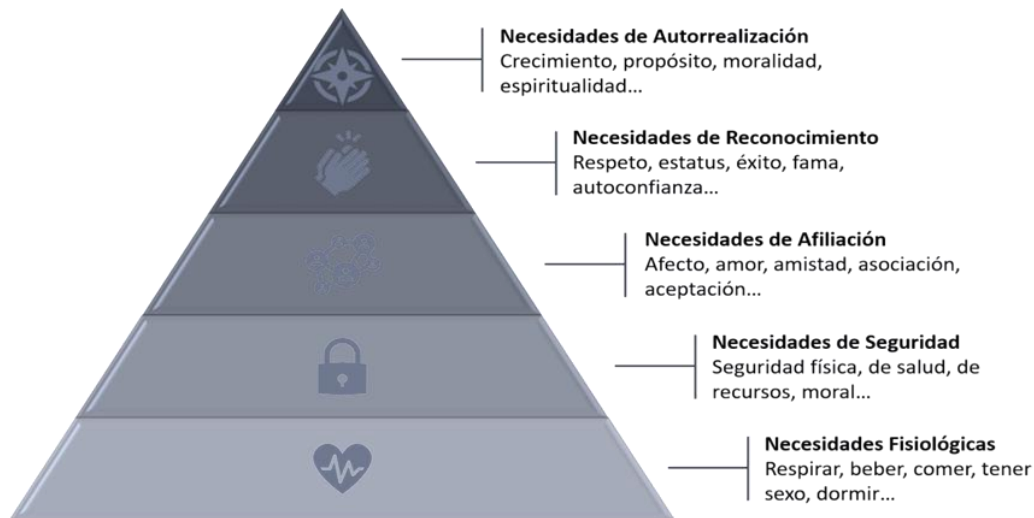 Necesidades de Autorrealización
Crecimiento, propósito, moralidad,
espiritualidad...
Necesidades de Reconocimiento
Respeto, estatus, éxito, fama,
autoconfianza...
Necesidades de Afiliación
Afecto, amor, amistad, asociación,
aceptación...
Necesidades de Seguridad
Seguridad física, de salud, de
recursos, moral...
Necesidades Fisiológicas
Respirar, beber, comer, tener
sexo, dormir...